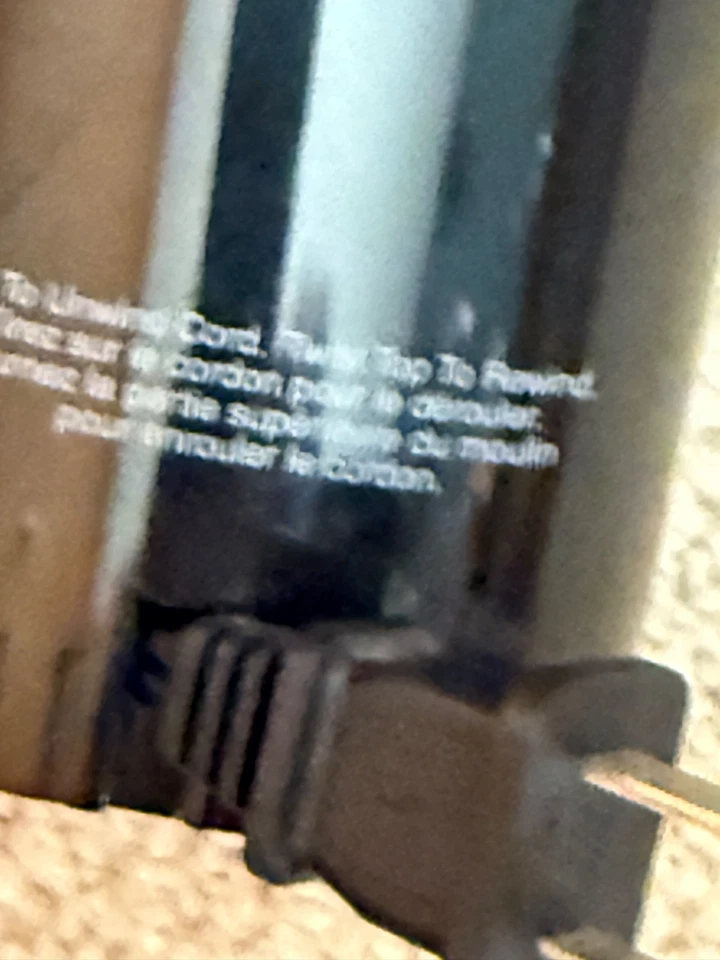 To Unwind Cord. Twist Top To Rewind.
sur le cordon pour le dérouler.
la partie supérieure du moulin
pour enrouler le cordon.